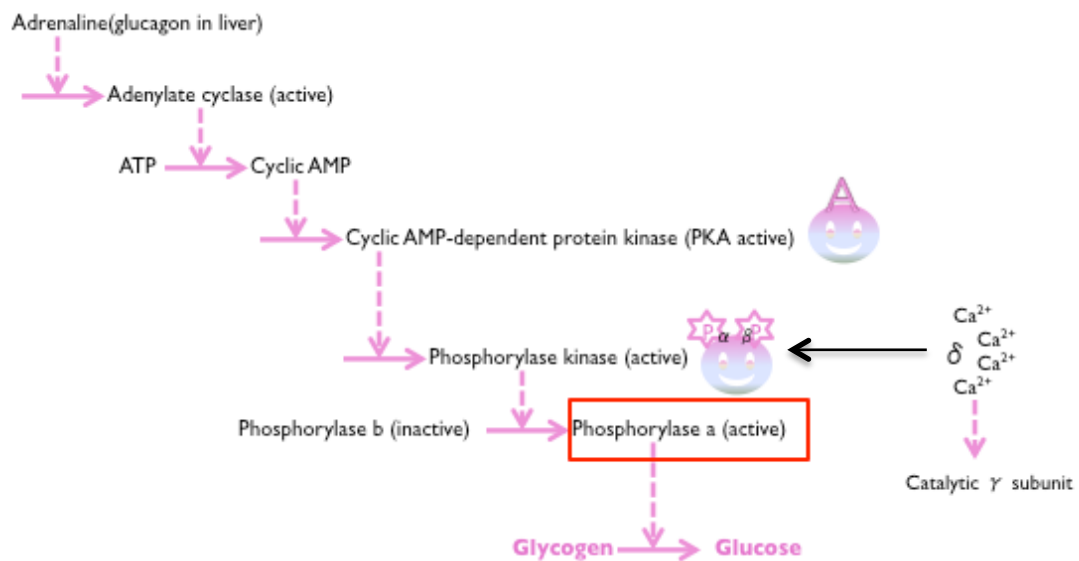 Adrenaline(glucagon in liver)
Adenylate cyclase (active)
ATP Cyclic AMP
A
Cyclic AMP-dependent protein kinase (PKA active)
P α β P
Phosphorylase kinase (active)
Ca²⁺
δ Ca²⁺
Ca²⁺
Ca²⁺
Phosphorylase b (inactive) Phosphorylase a (active)
Catalytic γ subunit
Glycogen Glucose